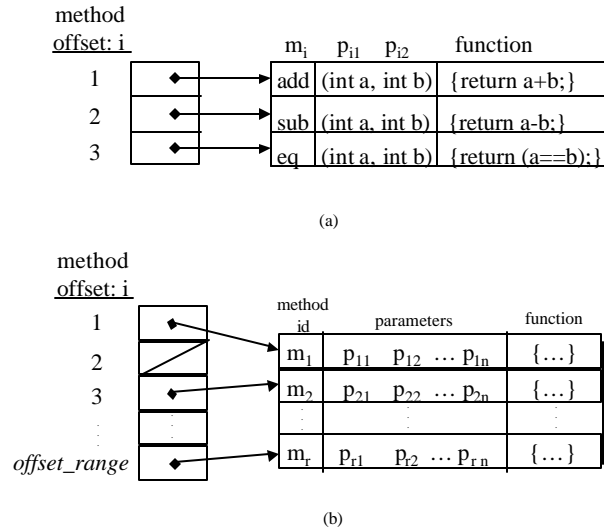 method
offset: i
m_i p_i1 p_i2 function
1 add (int a, int b) {return a+b;}
2 sub (int a, int b) {return a-b;}
3 eq (int a, int b) {return (a==b);}
(a)
method
offset: i
method id parameters function
1 m_1 p_11 p_12 … p_1n {…}
2
3 m_2 p_21 p_22 … p_2n {…}
offset_range m_r p_r1 p_r2 … p_r n {…}
(b)